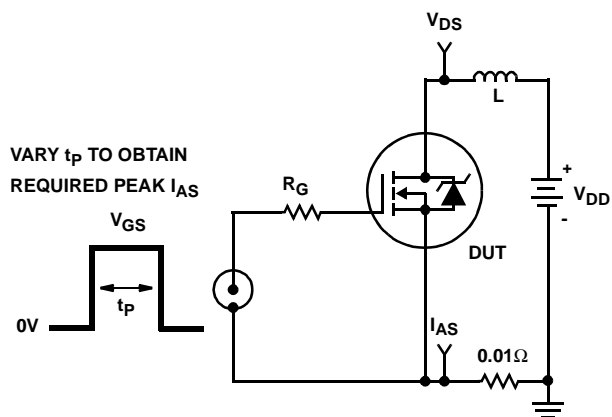 V_DS
L
VARY t_P TO OBTAIN
REQUIRED PEAK I_AS
R_G
+
V_DD
-
V_GS
DUT
t_P
0V
I_AS
0.01Ω